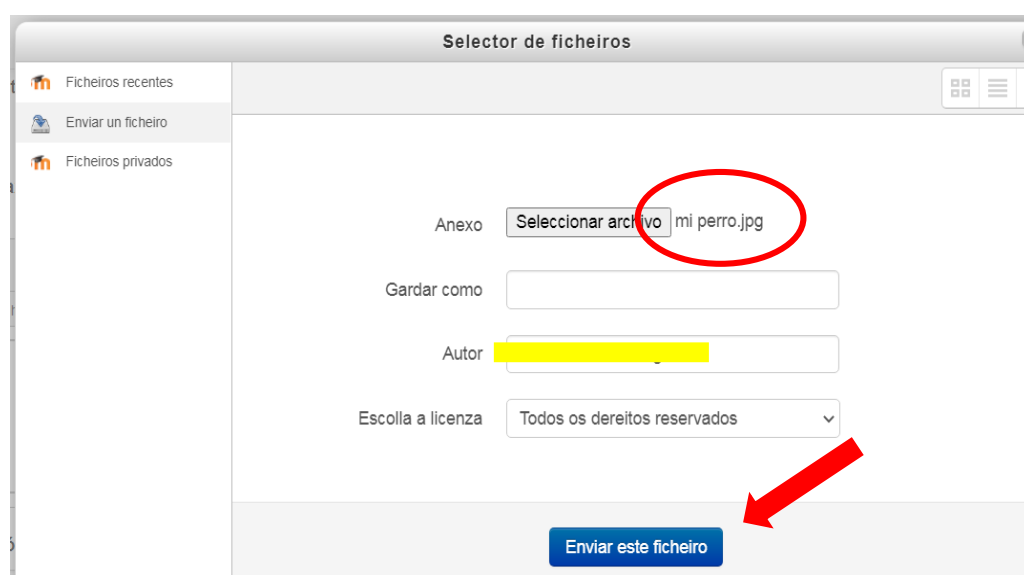 Selector de ficheiros
Ficheiros recentes
Enviar un ficheiro
Ficheiros privados
Anexo Seleccionar archivo mi perro.jpg
Gardar como
Autor
Escolla a licenza Todos os dereitos reservados
Enviar este ficheiro